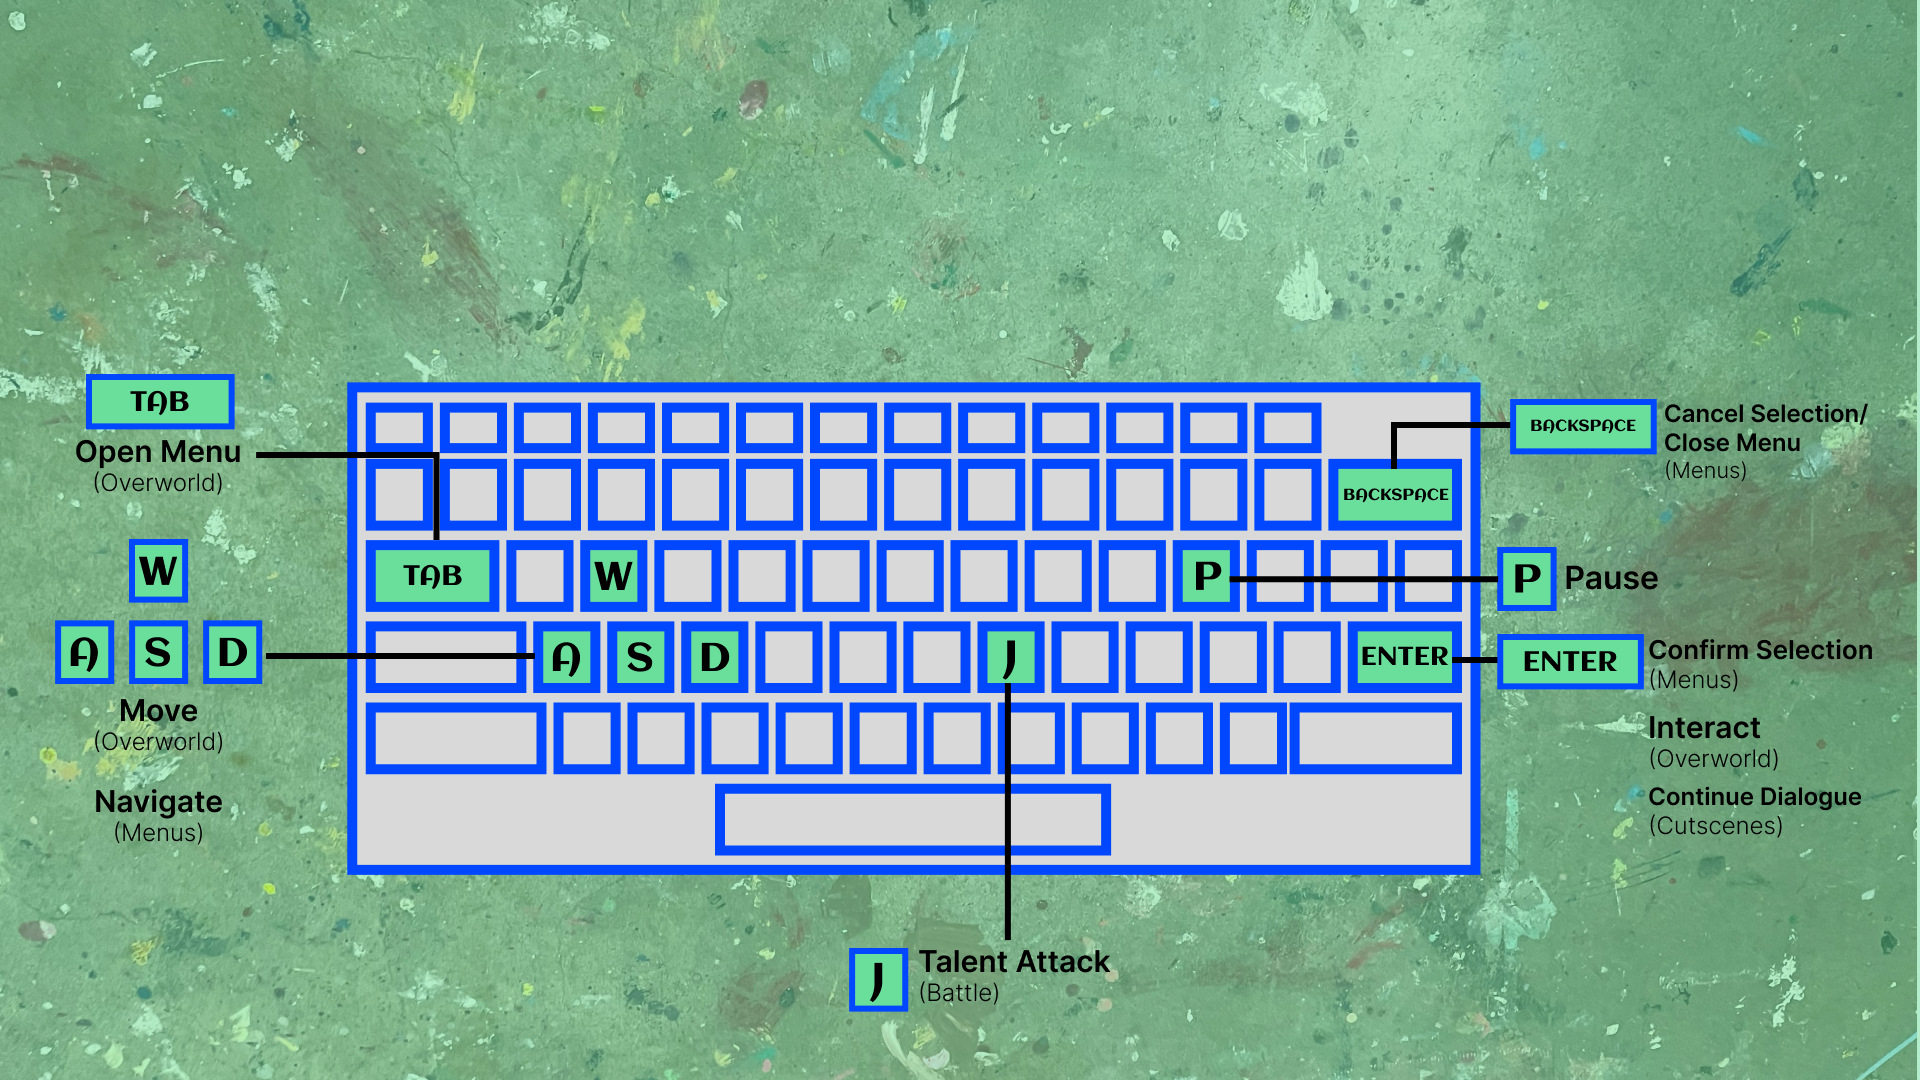 TAB
Open Menu
(Overworld)
W
A S D
Move
(Overworld)
Navigate
(Menus)
BACKSPACE
TAB
W
P
A
S
D
J
ENTER
BACKSPACE
Cancel Selection/
Close Menu
(Menus)
P Pause
ENTER
Confirm Selection
(Menus)
Interact
(Overworld)
Continue Dialogue
(Cutscenes)
J
Talent Attack
(Battle)